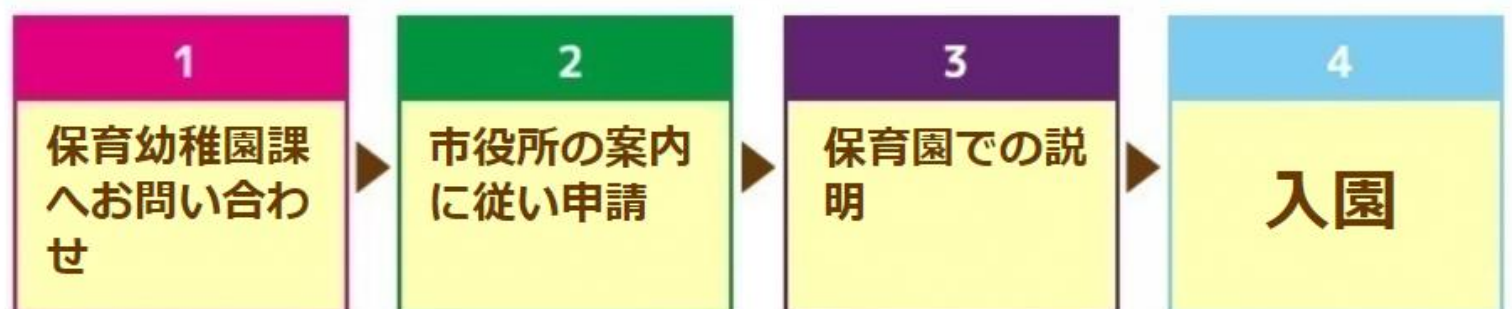 1
保育幼稚園課
へお問い合わ
せ
2
市役所の案内
に従い申請
3
保育園での説
明
4
入園